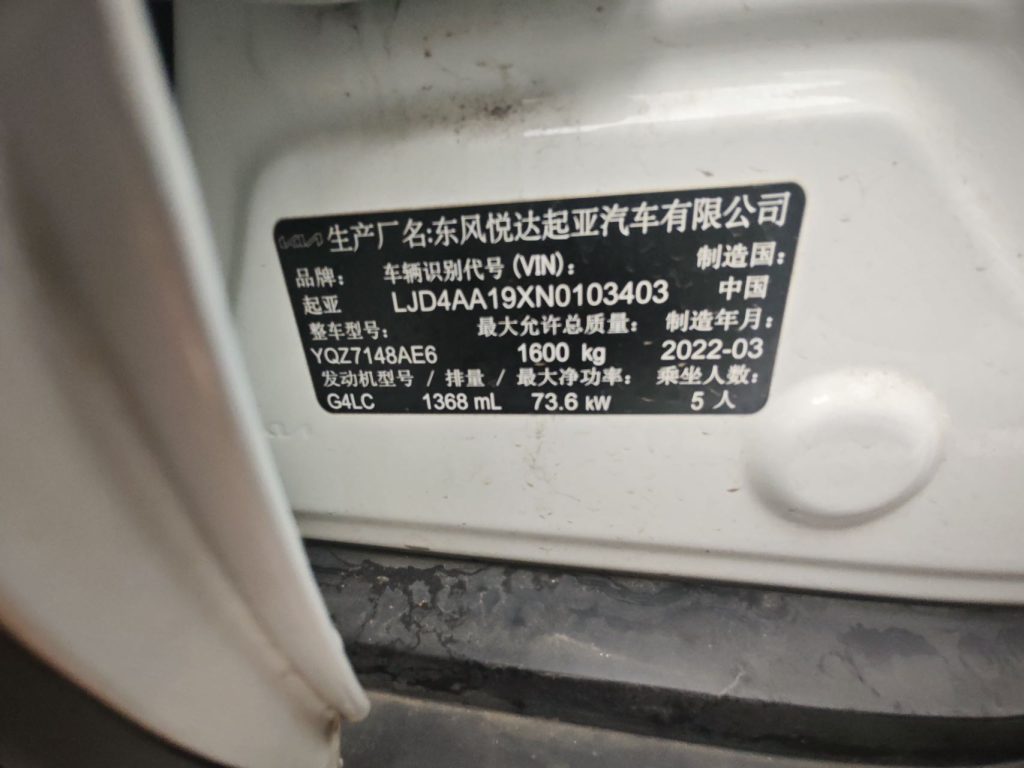 KIA 生产厂名:东风悦达起亚汽车有限公司
品牌: 车辆识别代号 (VIN): 制造国:
起亚 LJD4AA19XN0103403 中国
整车型号: 最大允许总质量: 制造年月:
YQZ7148AE6 1600 kg 2022-03
发动机型号 / 排量 / 最大净功率: 乘坐人数:
G4LC 1368 mL 73.6 kW 5 人